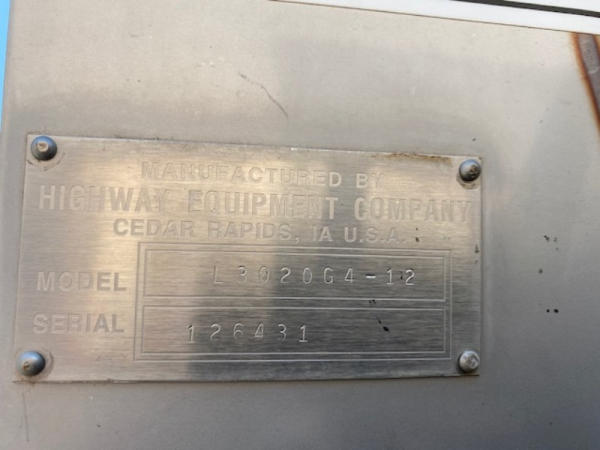 MANUFACTURED BY
HIGHWAY EQUIPMENT COMPANY
CEDAR RAPIDS, IA U.S.A.
MODEL L3020G4-12
SERIAL 126431